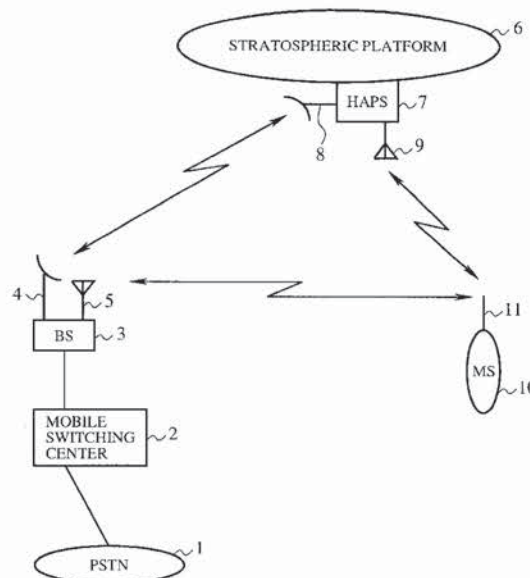 6
STRATOSPHERIC PLATFORM
HAPS
7
8
9
4
5
BS
3
11
MS
10
MOBILE
SWITCHING
CENTER
2
1
PSTN